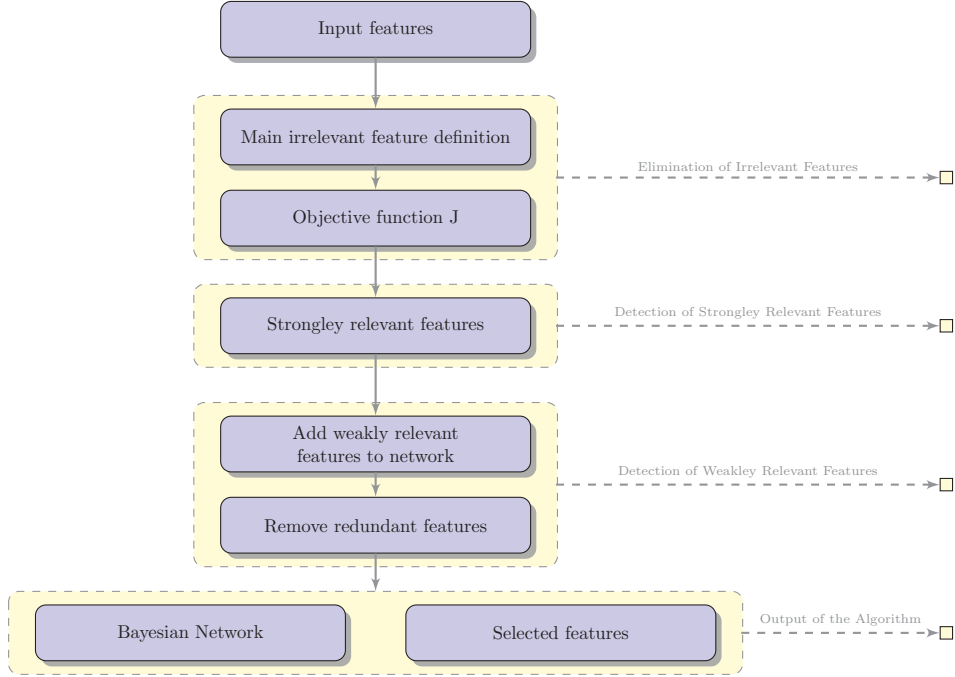 Input features
Main irrelevant feature definition
Elimination of Irrelevant Features
Objective function J
Strongley relevant features
Detection of Strongley Relevant Features
Add weakly relevant
features to network
Detection of Weakley Relevant Features
Remove redundant features
Bayesian Network
Selected features
Output of the Algorithm